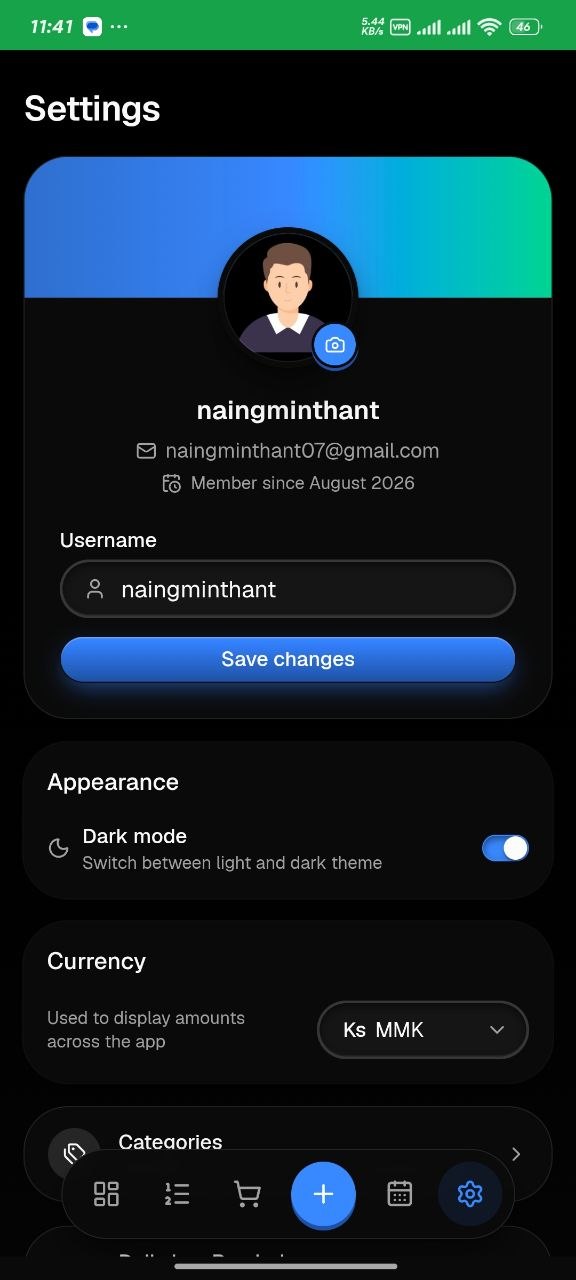 11:41
5.44
KB/s
VPN
46
Settings
naingminthant
naingminthant07@gmail.com
Member since August 2026
Username
naingminthant
Save changes
Appearance
Dark mode
Switch between light and dark theme
Currency
Used to display amounts
across the app
Ks MMK
Categories